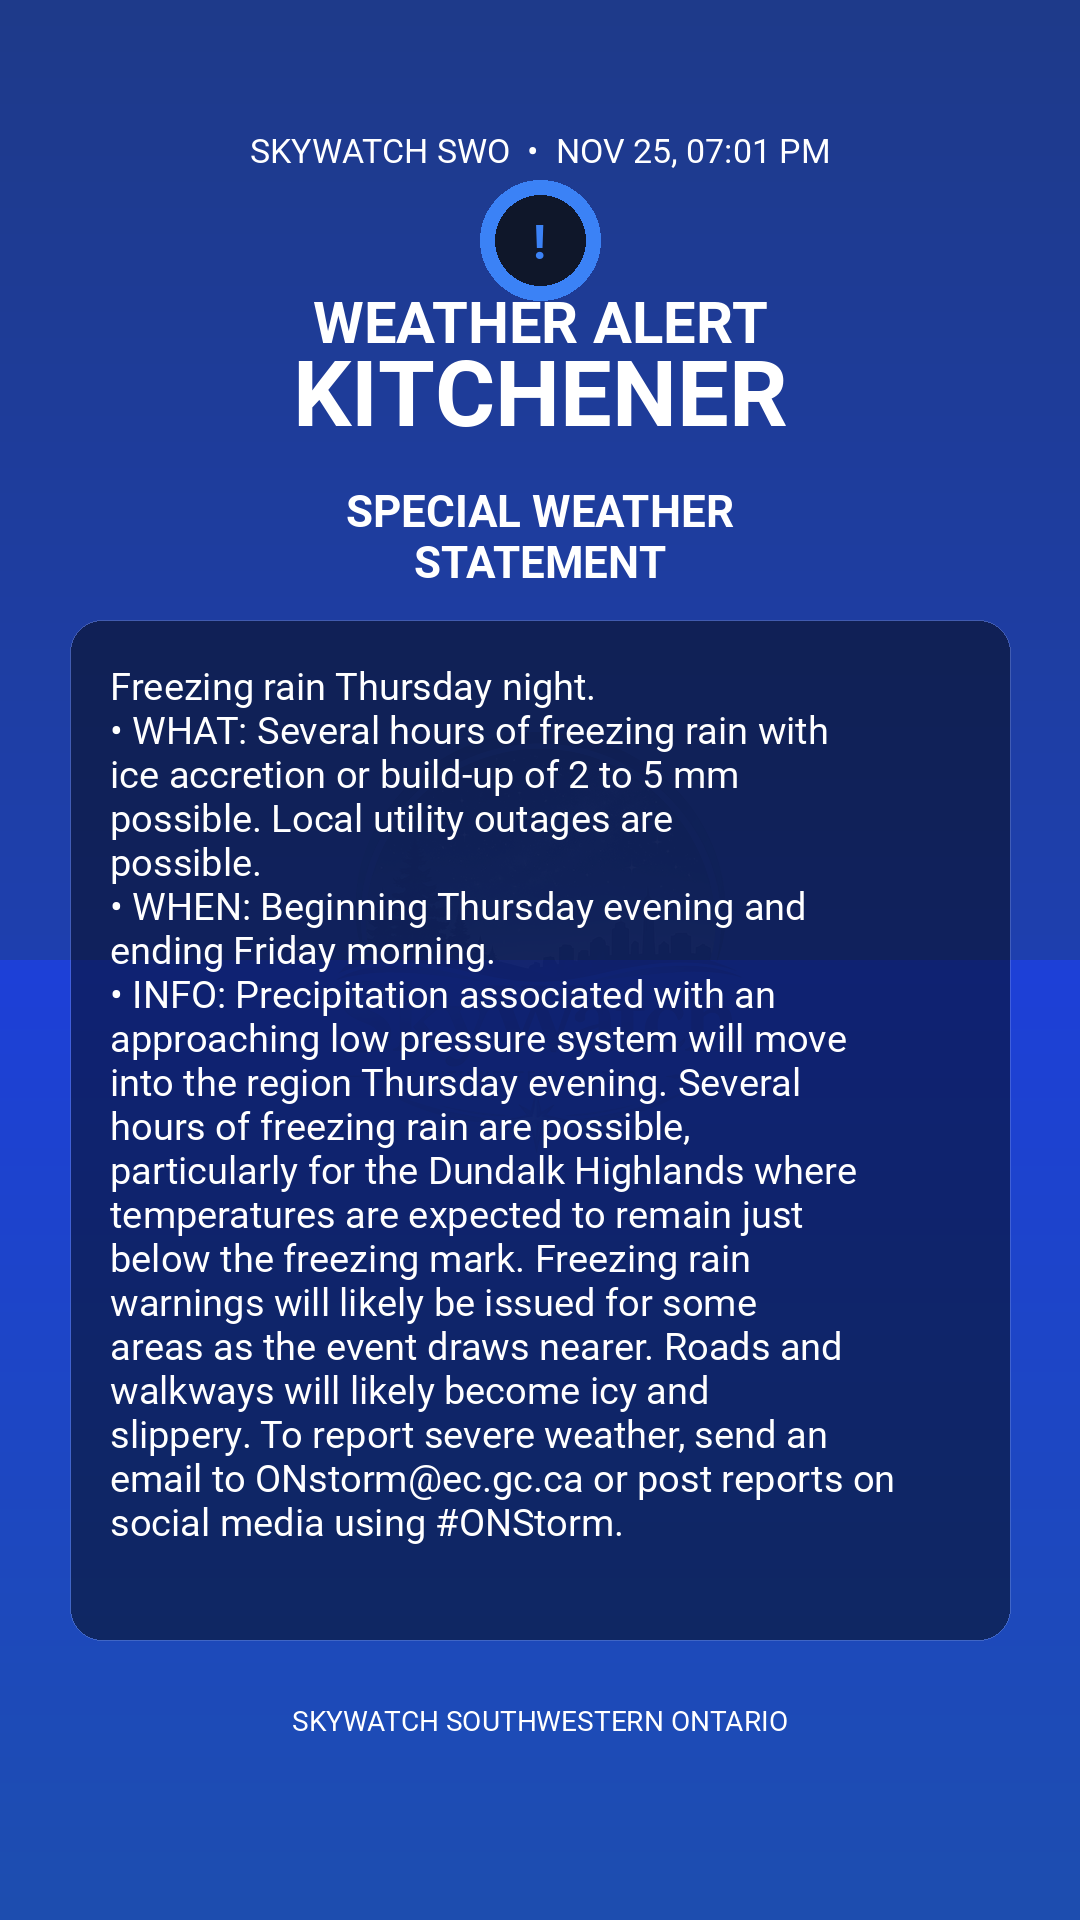 SKYWATCH SWO • NOV 25, 07:01 PM
!
WEATHER ALERT
KITCHENER
SPECIAL WEATHER
STATEMENT
Freezing rain Thursday night.
• WHAT: Several hours of freezing rain with
ice accretion or build-up of 2 to 5 mm
possible. Local utility outages are
possible.
• WHEN: Beginning Thursday evening and
ending Friday morning.
• INFO: Precipitation associated with an
approaching low pressure system will move
into the region Thursday evening. Several
hours of freezing rain are possible,
particularly for the Dundalk Highlands where
temperatures are expected to remain just
below the freezing mark. Freezing rain
warnings will likely be issued for some
areas as the event draws nearer. Roads and
walkways will likely become icy and
slippery. To report severe weather, send an
email to ONstorm@ec.gc.ca or post reports on
social media using #ONStorm.
SKYWATCH SOUTHWESTERN ONTARIO